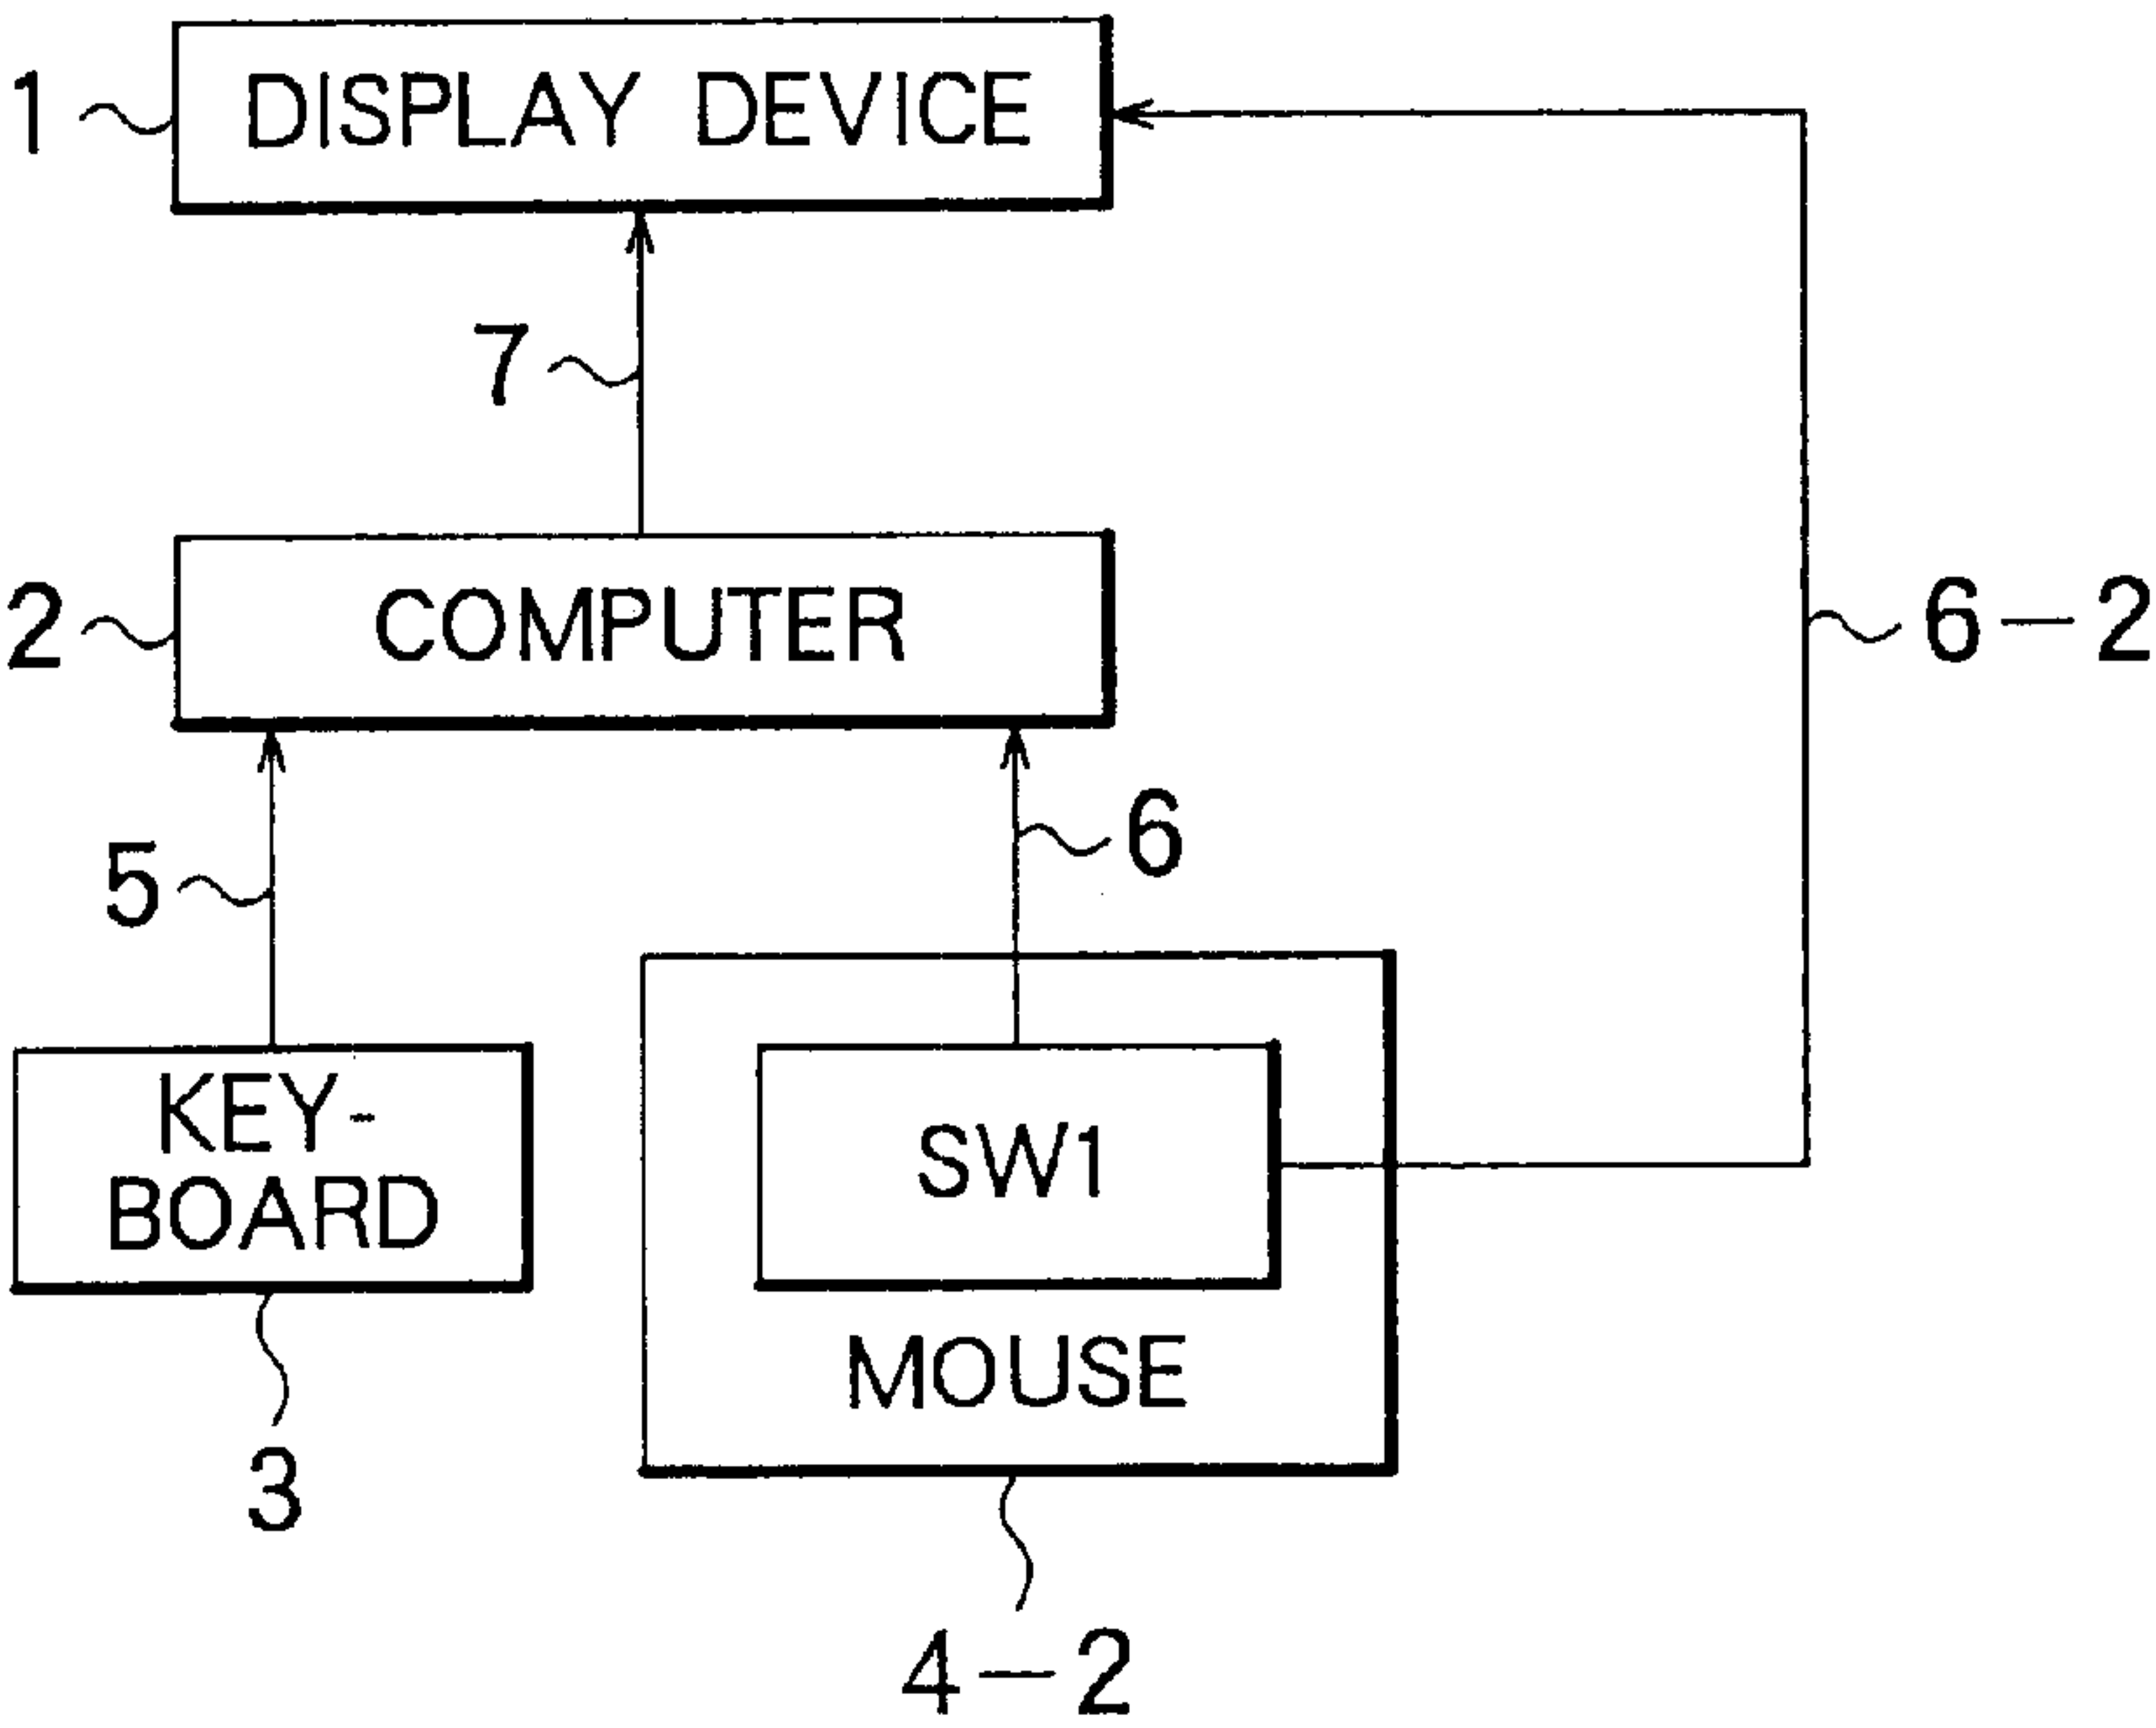 1
DISPLAY DEVICE
7
2
COMPUTER
6-2
5
6
KEY-
BOARD
SW1
MOUSE
3
4-2